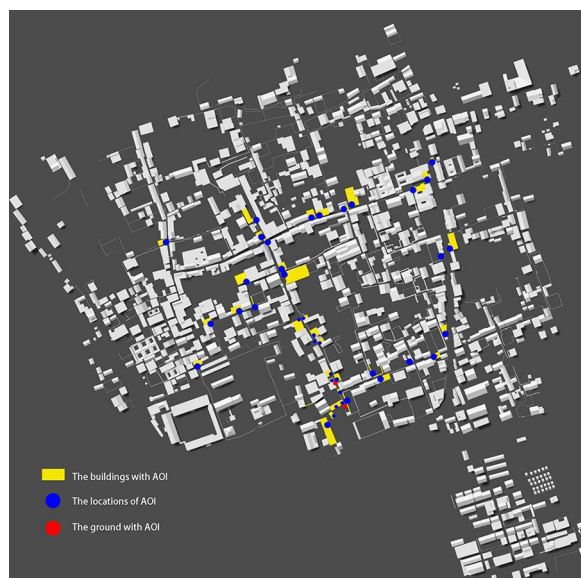 The buildings with AOI
The locations of AOI
The ground with AOI